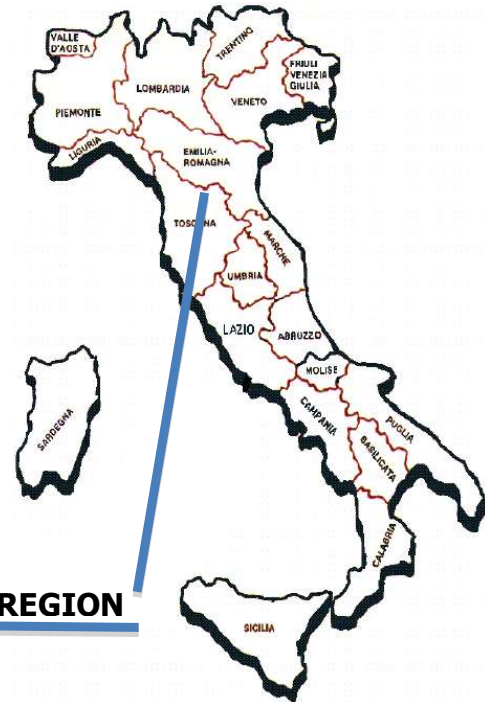 VALLE
D'AOSTA
TRENTINO
FRIULI
VENEZIA
GIULIA
LOMBARDIA
VENETO
PIEMONTE
LIGURIA
EMILIA-
ROMAGNA
TOSCANA
MARCHE
UMBRIA
LAZIO
ABRUZZO
MOLISE
CAMPANIA
PUGLIA
BASILICATA
SARDEGNA
CALABRIA
REGION
SICILIA